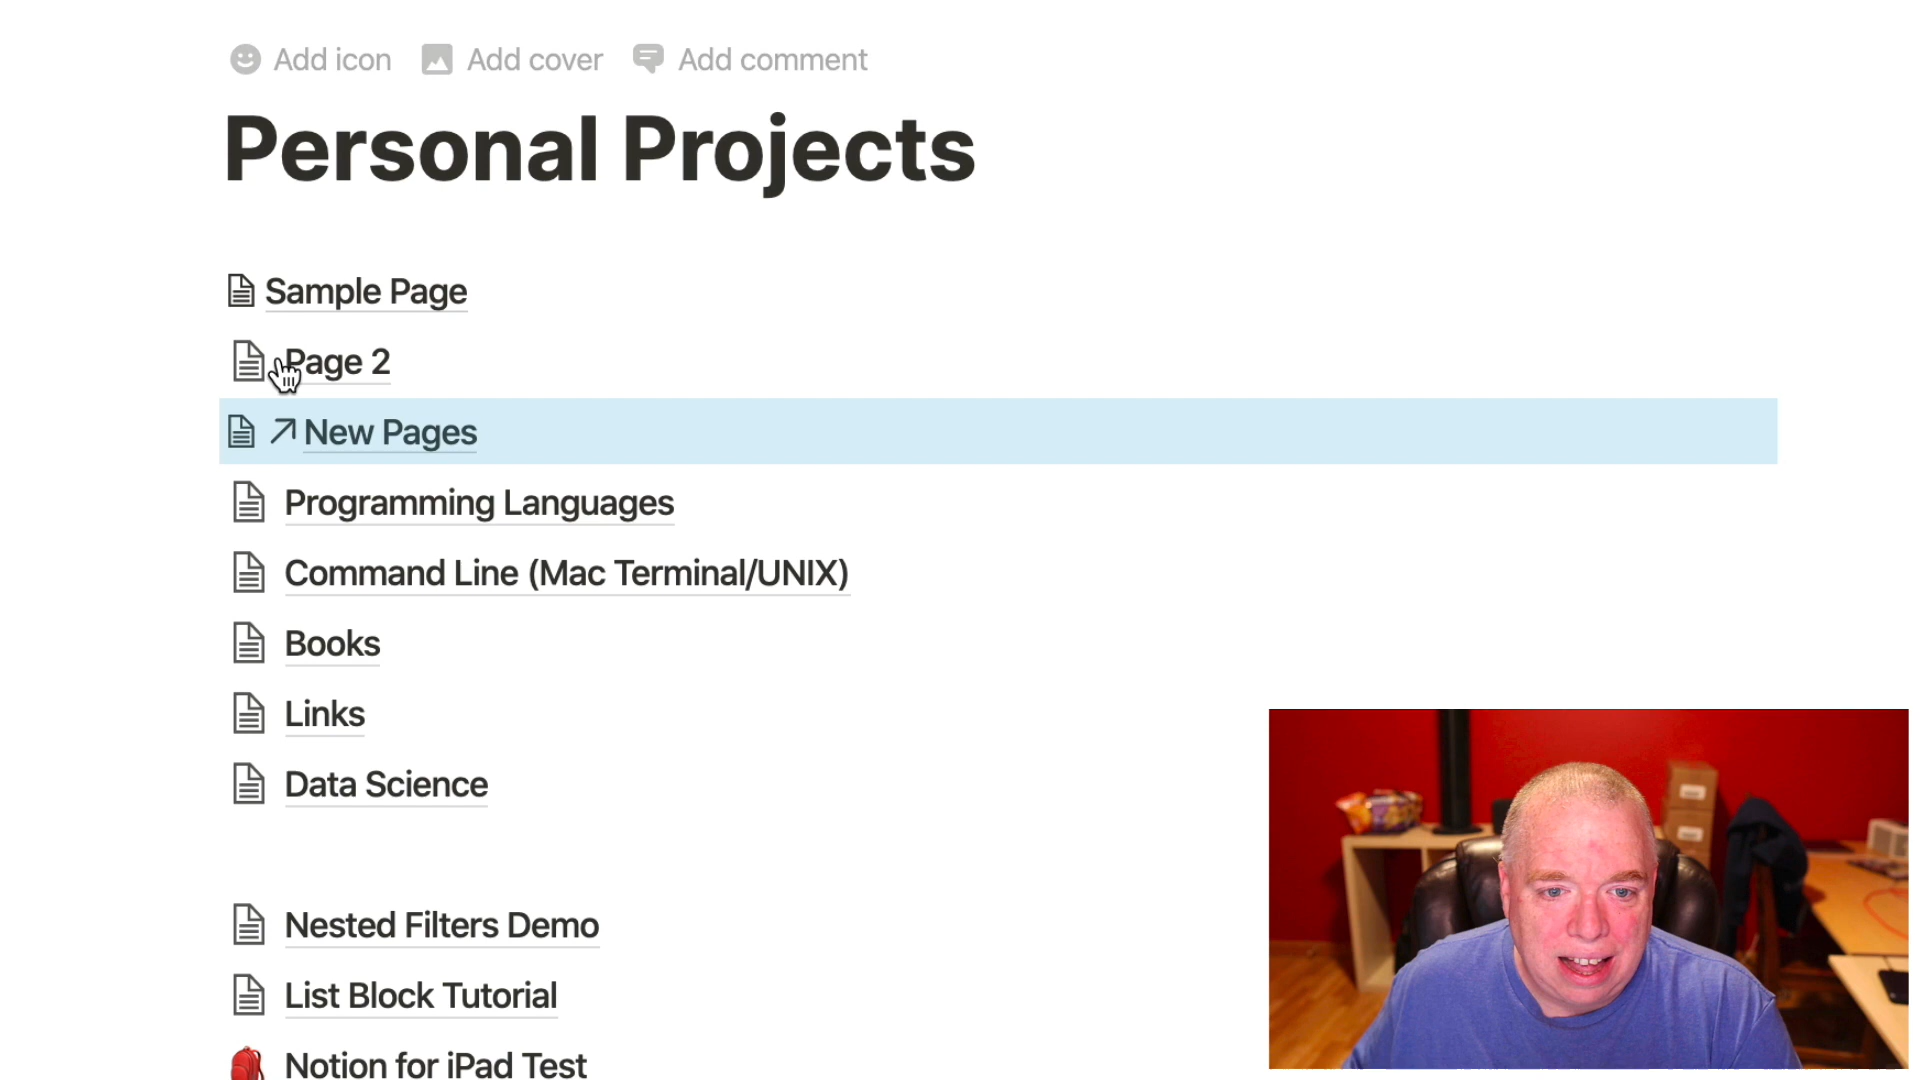 Add icon Add cover Add comment
Personal Projects
Sample Page
Page 2
New Pages
Programming Languages
Command Line (Mac Terminal/UNIX)
Books
Links
Data Science
Nested Filters Demo
List Block Tutorial
Notion for iPad Test